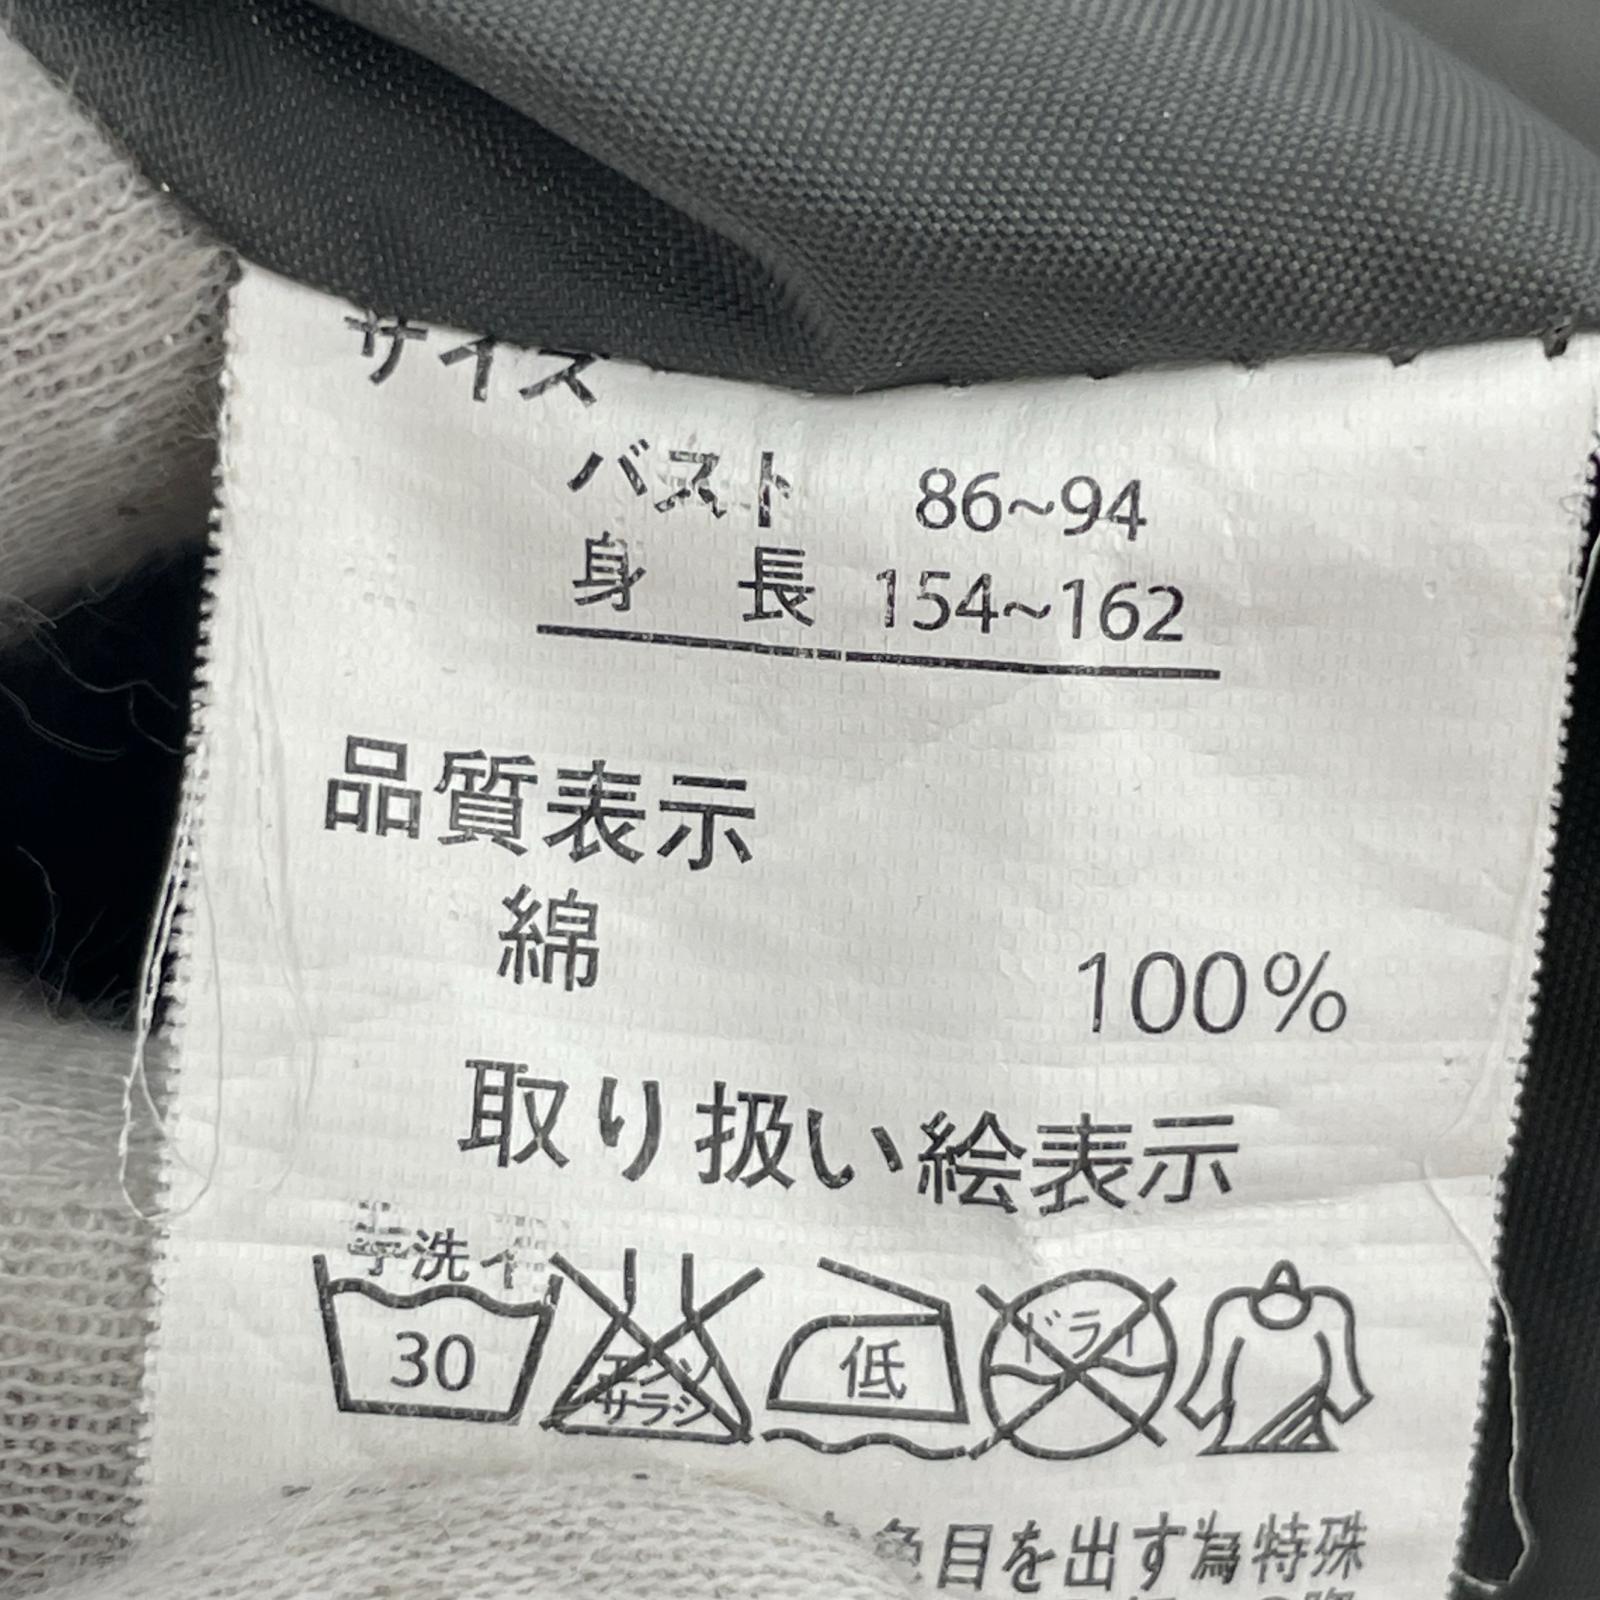 サイズ
バスト 86~94
身 長 154~162
品質表示
綿 100%
取り扱い絵表示
手洗イ
30
エンソ
サラシ
低
ドライ
色目を出す為特殊